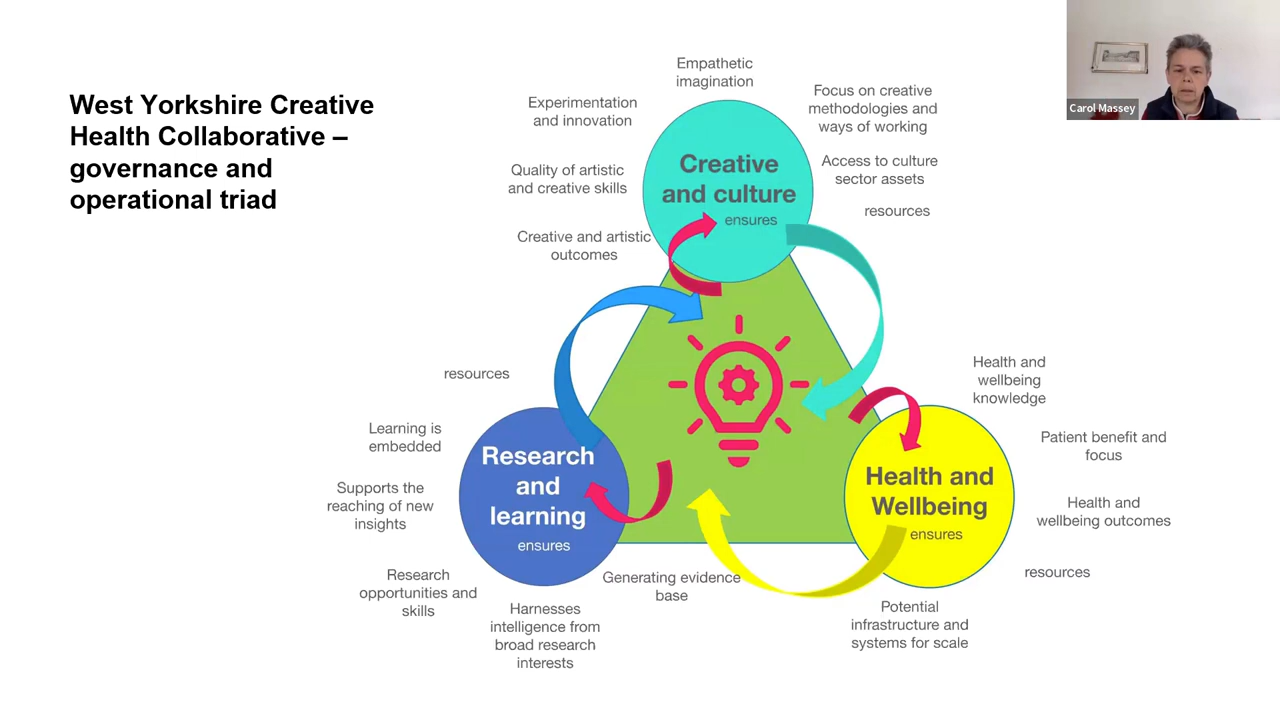 West Yorkshire Creative
Health Collaborative –
governance and
operational triad
Carol Massey
Empathetic
imagination
Experimentation
and innovation
Quality of artistic
and creative skills
Creative and artistic
outcomes
Focus on creative
methodologies and
ways of working
Access to culture
sector assets
resources
Creative
and culture
ensures
resources
Learning is
embedded
Supports the
reaching of new
insights
Research
opportunities and
skills
Harnesses
intelligence from
broad research
interests
Generating evidence
base
Research
and
learning
ensures
Health and
wellbeing
knowledge
Patient benefit and
focus
Health and
wellbeing outcomes
resources
Potential
infrastructure and
systems for scale
Health and
Wellbeing
ensures